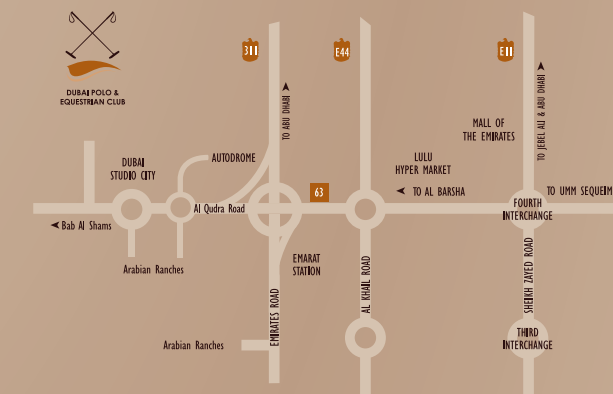 DUBAI POLO &
EQUESTRIAN CLUB
311
E44
E11
TO ABU DHABI
TO JEBEL ALI & ABU DHABI
MALL OF
THE EMIRATES
DUBAI
STUDIO CITY
AUTODROME
LULU
HYPER MARKET
63
TO AL BARSHA
TO UMM SEQUEIM
Al Qudra Road
FOURTH
INTERCHANGE
Bab Al Shams
Arabian Ranches
EMARAT
STATION
EMIRATES ROAD
AL KHAIL ROAD
SHEIKH ZAYED ROAD
Arabian Ranches
THIRD
INTERCHANGE